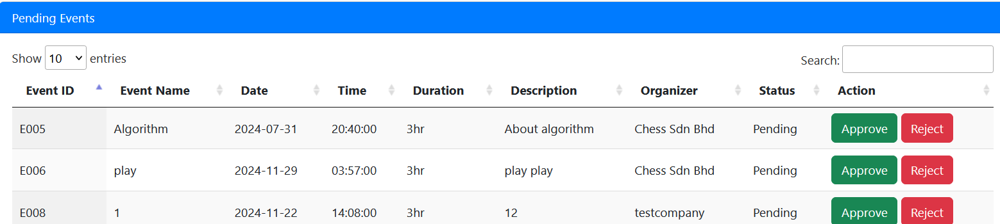 Pending Events
Show 10 entries Search:
Event ID Event Name Date Time Duration Description Organizer Status Action
E005 Algorithm 2024-07-31 20:40:00 3hr About algorithm Chess Sdn Bhd Pending Approve Reject
E006 play 2024-11-29 03:57:00 3hr play play Chess Sdn Bhd Pending Approve Reject
E008 1 2024-11-22 14:08:00 3hr 12 testcompany Pending Approve Reject